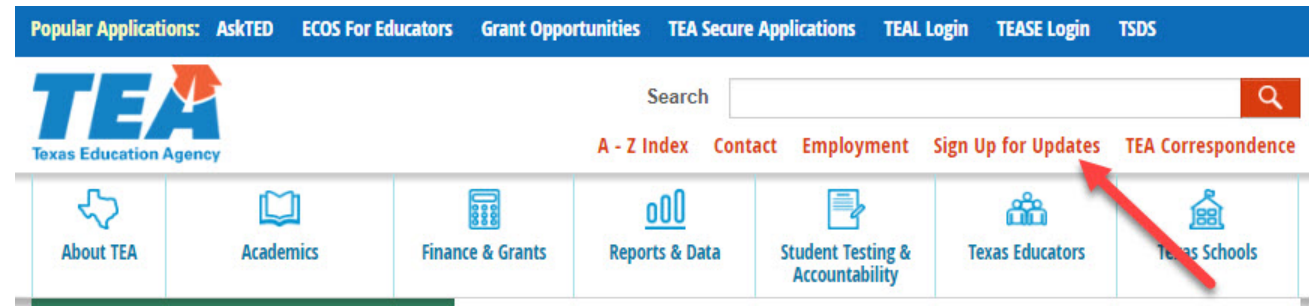 Popular Applications: AskTED ECOS For Educators Grant Opportunities TEA Secure Applications TEAL Login TEASE Login TSDS
TEA
Texas Education Agency
Search
A - Z Index Contact Employment Sign Up for Updates TEA Correspondence
About TEA Academics Finance & Grants Reports & Data Student Testing & Accountability Texas Educators Texas Schools